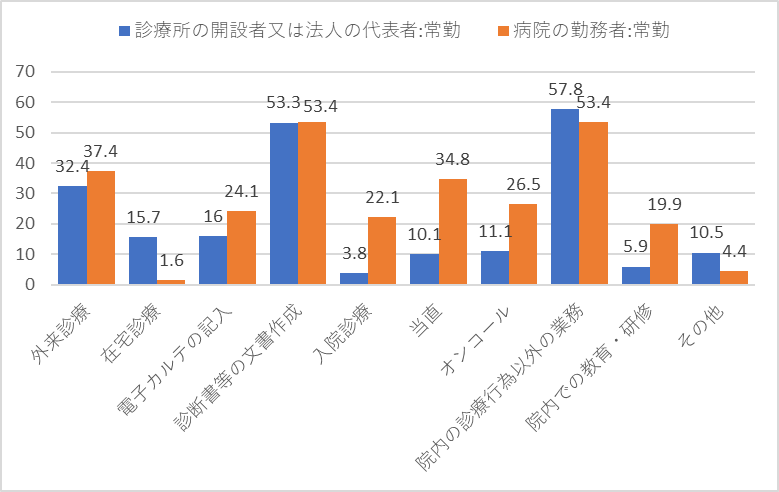 診療所の開設者又は法人の代表者:常勤 病院の勤務者:常勤
70
60
50
40
30
20
10
0
32.4 37.4
15.7 1.6
16 24.1
53.3 53.4
3.8 22.1
10.1 34.8
11.1 26.5
57.8 53.4
5.9 19.9
10.5 4.4
外来診療
在宅診療
電子カルテの記入
診断書等の文書作成
入院診療
当直
オンコール
院内の診療行為以外の業務
院内での教育・研修
その他